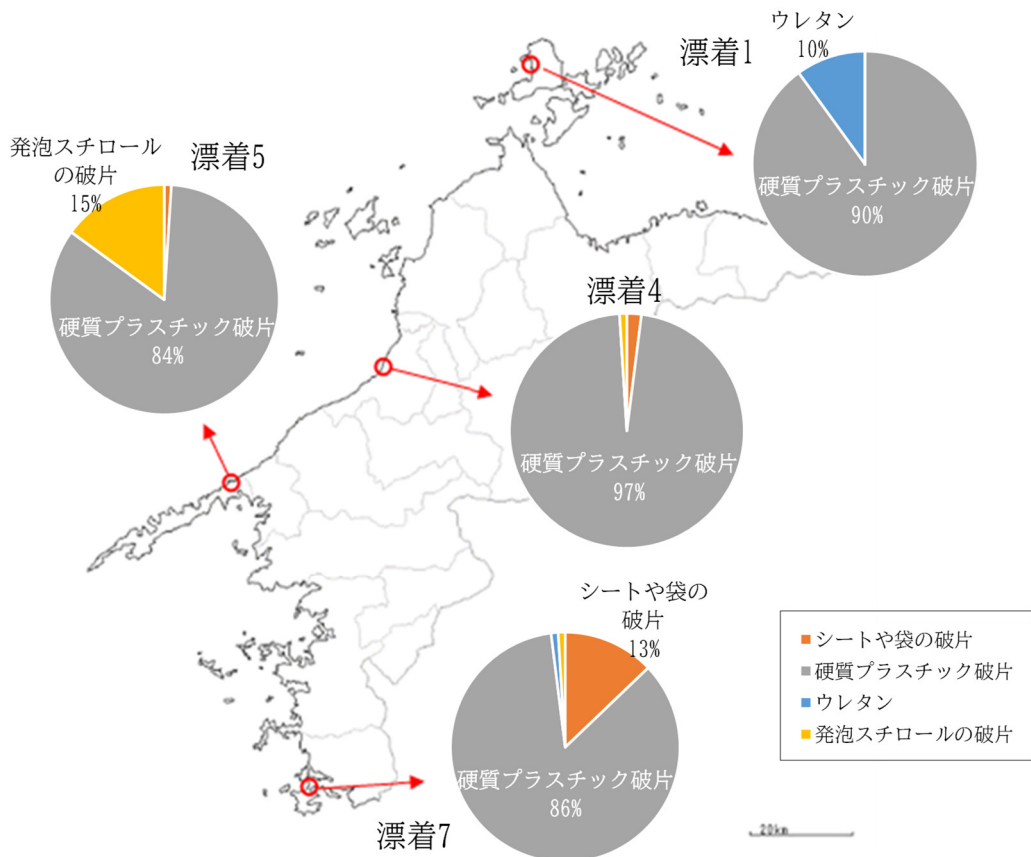 漂着1
ウレタン
10%
硬質プラスチック破片
90%
漂着5
発泡スチロール
の破片
15%
硬質プラスチック破片
84%
漂着4
硬質プラスチック破片
97%
シートや袋の
破片
13%
硬質プラスチック破片
86%
漂着7
シートや袋の破片
硬質プラスチック破片
ウレタン
発泡スチロールの破片
20km